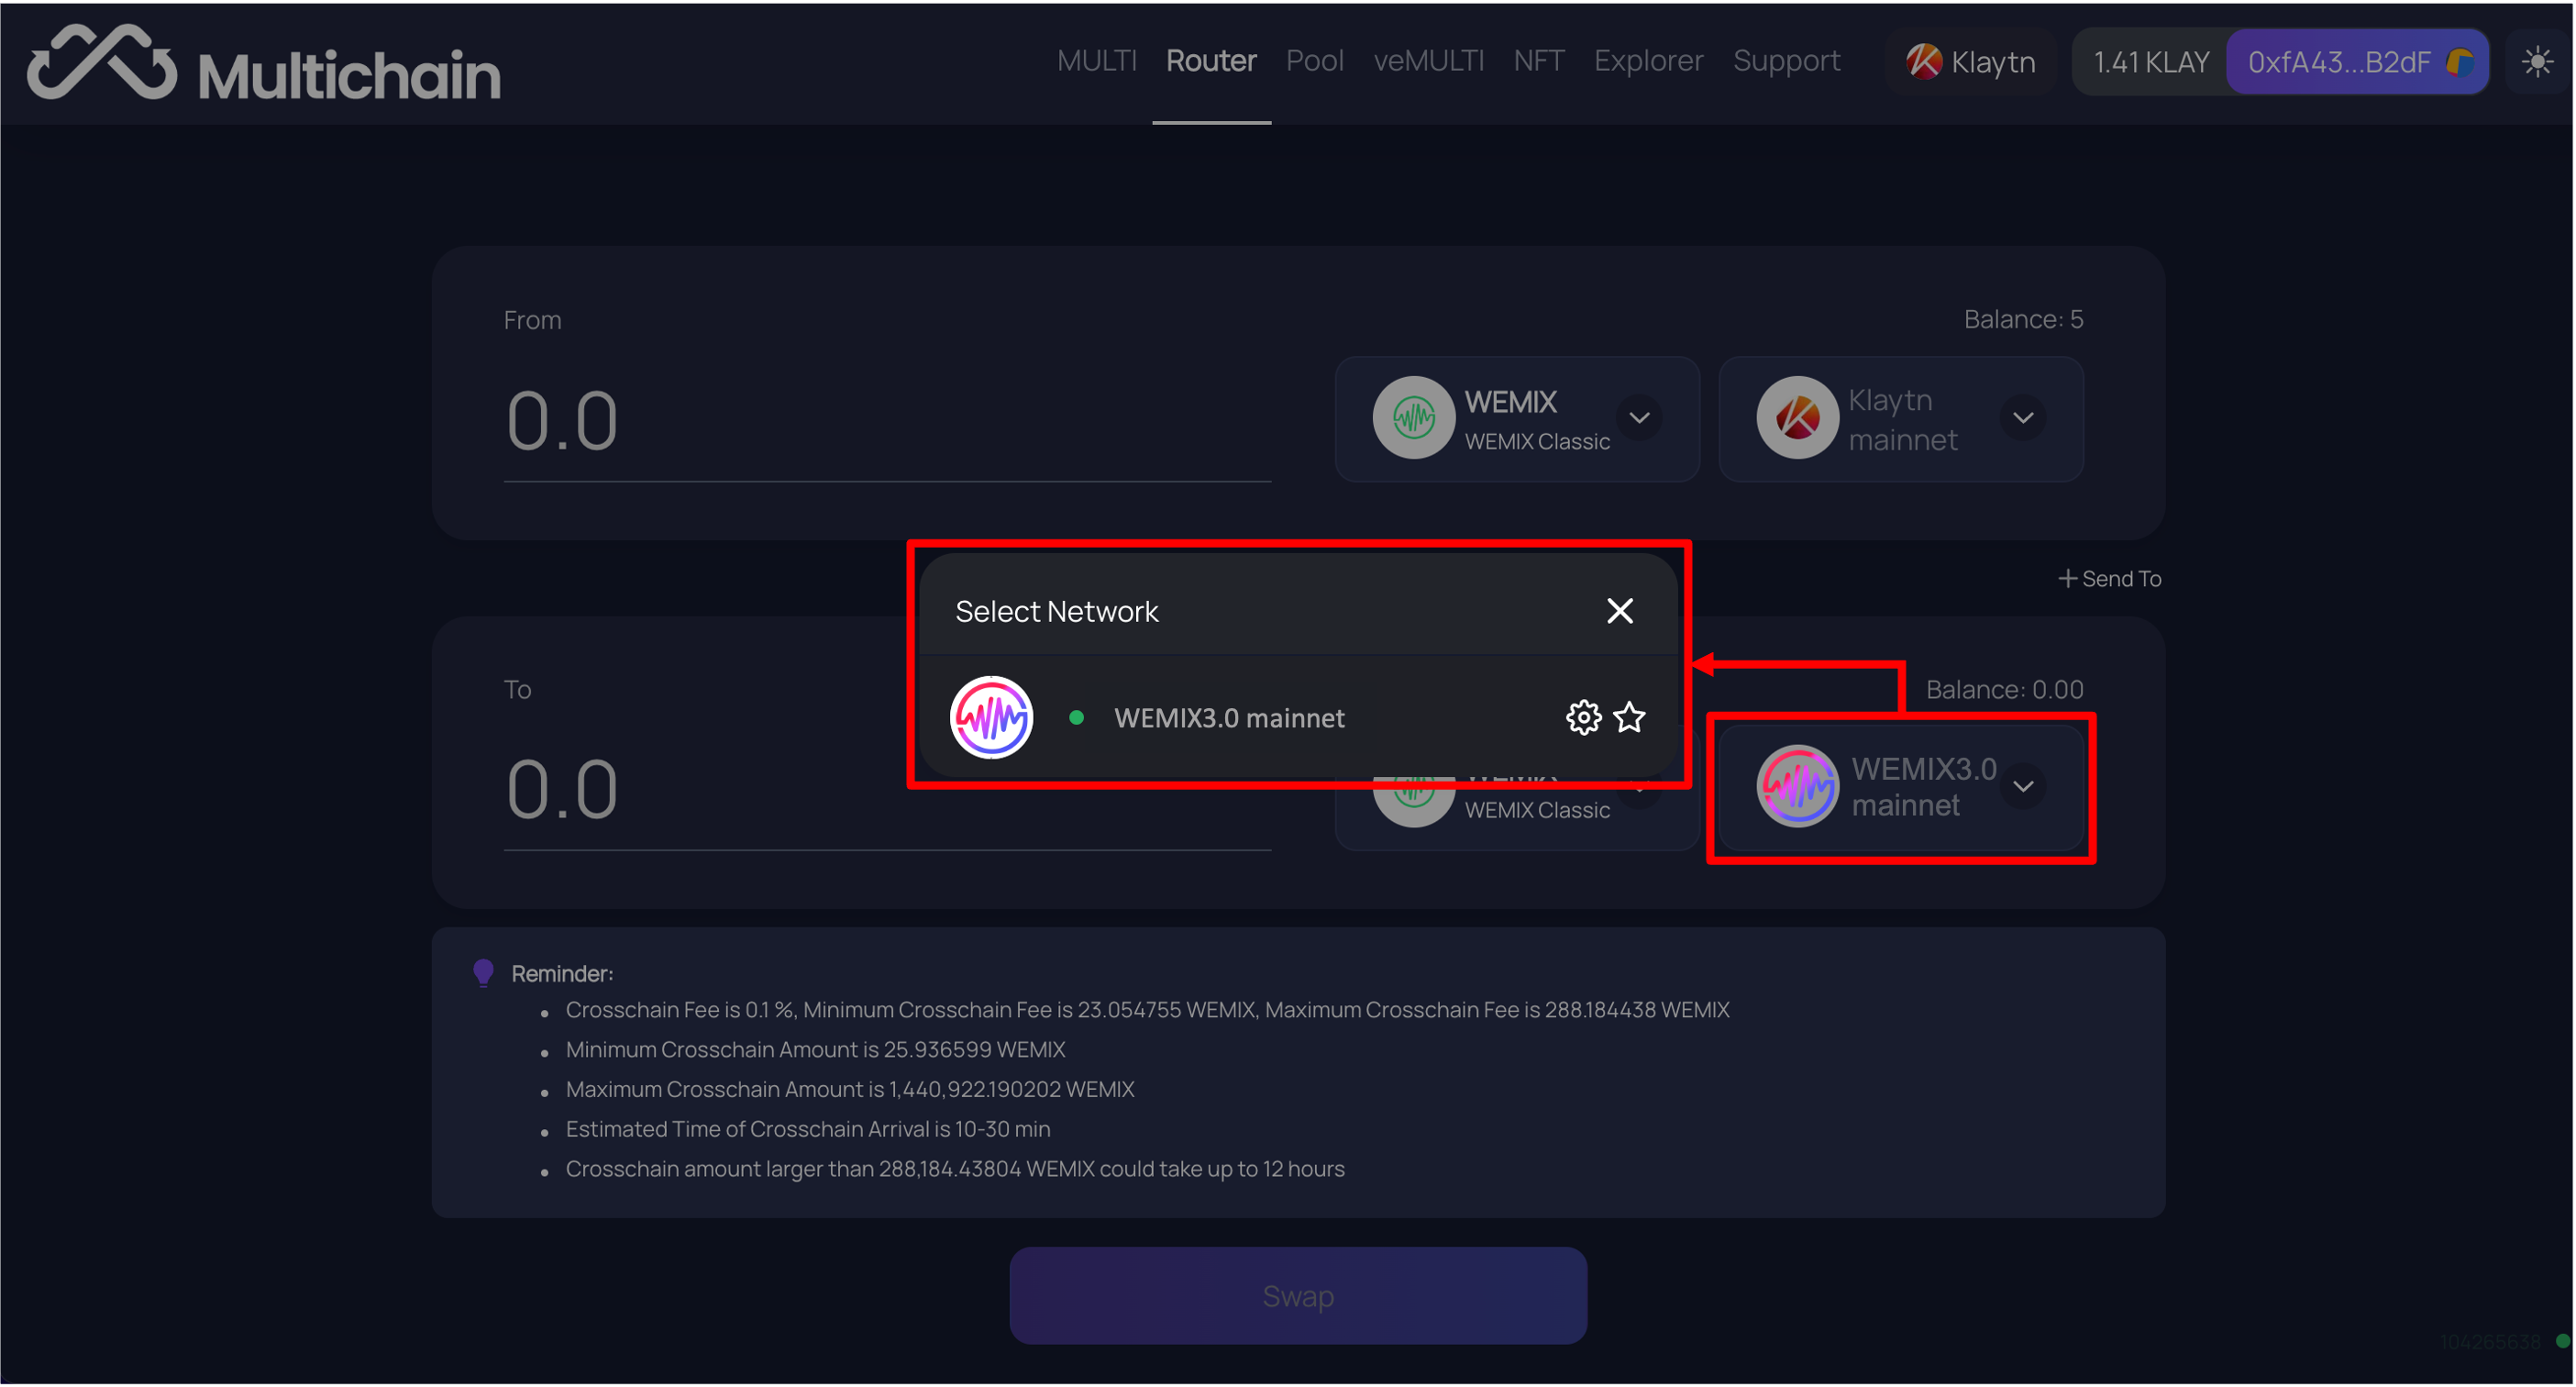 Multichain
MULTI Router Pool veMULTI NFT Explorer Support Klaytn 1.41 KLAY 0xfA43...B2dF
From
Balance: 5
0.0
WEMIX
WEMIX Classic
Klaytn
mainnet
+ Send To
Select Network
WEMIX3.0 mainnet
To
Balance: 0.00
0.0
WEMIX
WEMIX Classic
WEMIX3.0
mainnet
Reminder:
Crosschain Fee is 0.1 %, Minimum Crosschain Fee is 23.054755 WEMIX, Maximum Crosschain Fee is 288.184438 WEMIX
Minimum Crosschain Amount is 25.936599 WEMIX
Maximum Crosschain Amount is 1,440,922.190202 WEMIX
Estimated Time of Crosschain Arrival is 10-30 min
Crosschain amount larger than 288,184.43804 WEMIX could take up to 12 hours
Swap
104265638